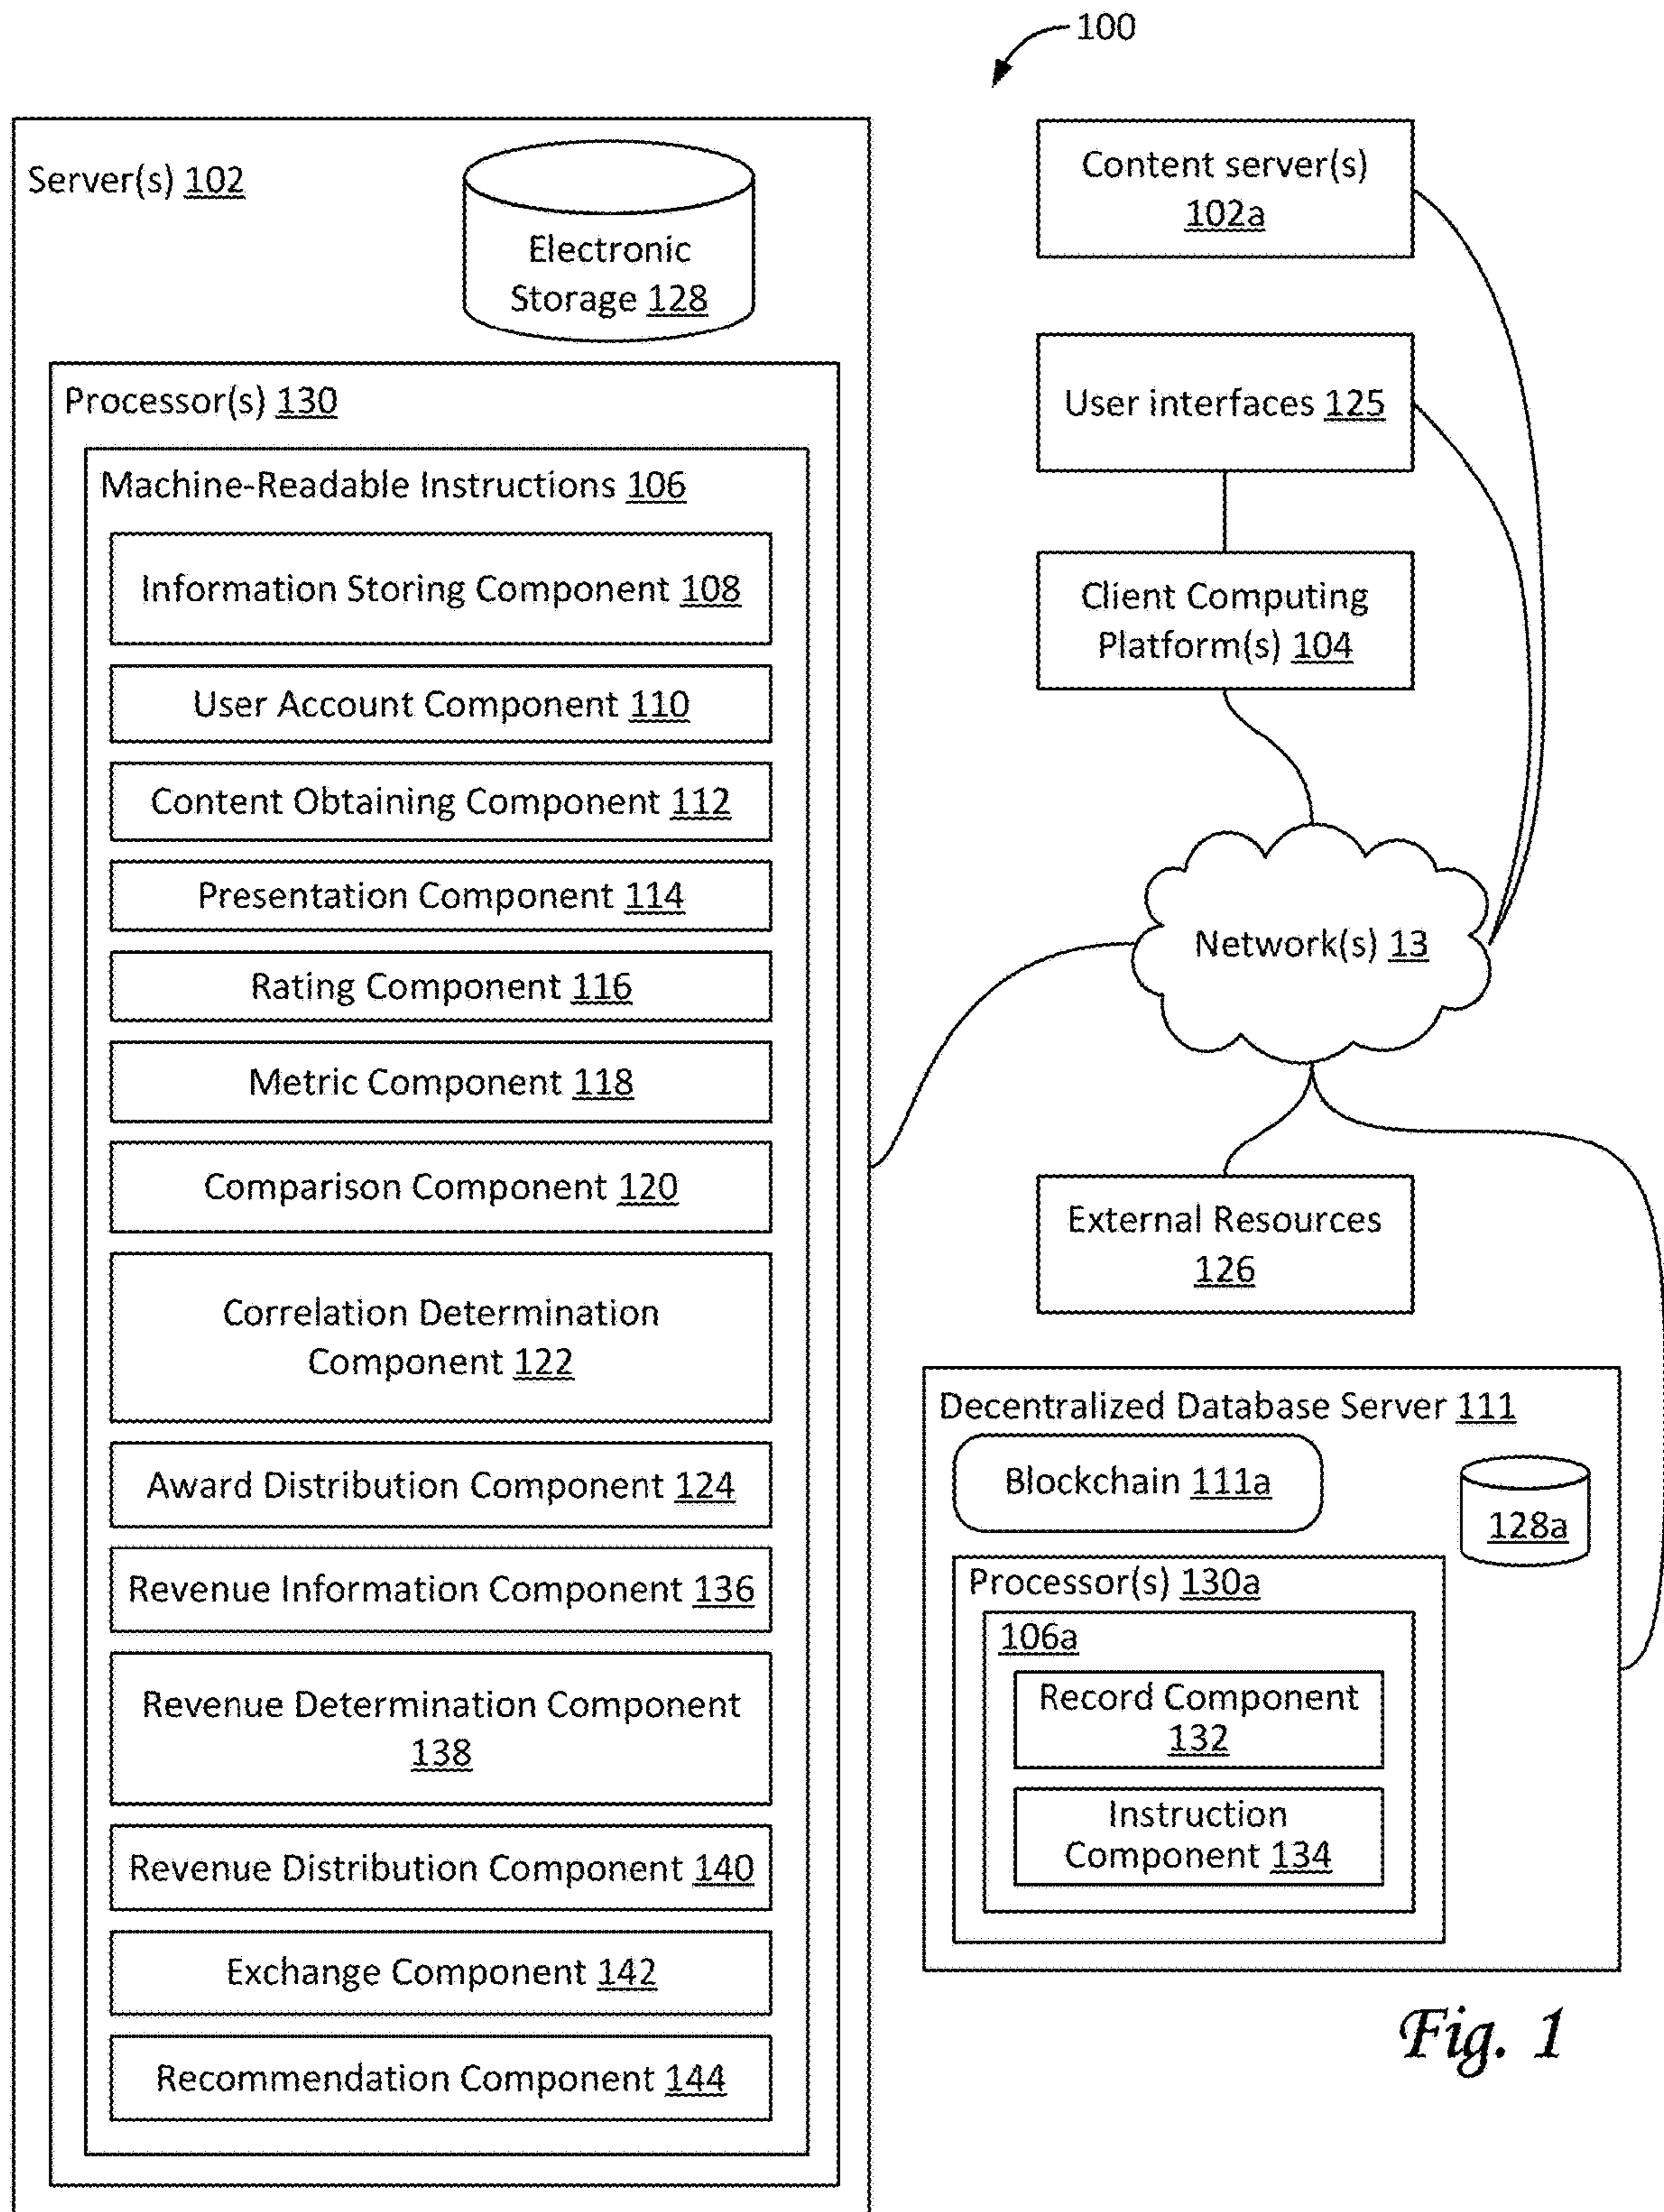 100
Server(s) 102
Electronic
Storage 128
Processor(s) 130
Machine-Readable Instructions 106
Information Storing Component 108
User Account Component 110
Content Obtaining Component 112
Presentation Component 114
Rating Component 116
Metric Component 118
Comparison Component 120
Correlation Determination
Component 122
Award Distribution Component 124
Revenue Information Component 136
Revenue Determination Component
138
Revenue Distribution Component 140
Exchange Component 142
Recommendation Component 144
Content server(s)
102a
User interfaces 125
Client Computing
Platform(s) 104
Network(s) 13
External Resources
126
Decentralized Database Server 111
Blockchain 111a
128a
Processor(s) 130a
106a
Record Component
132
Instruction
Component 134
Fig. 1